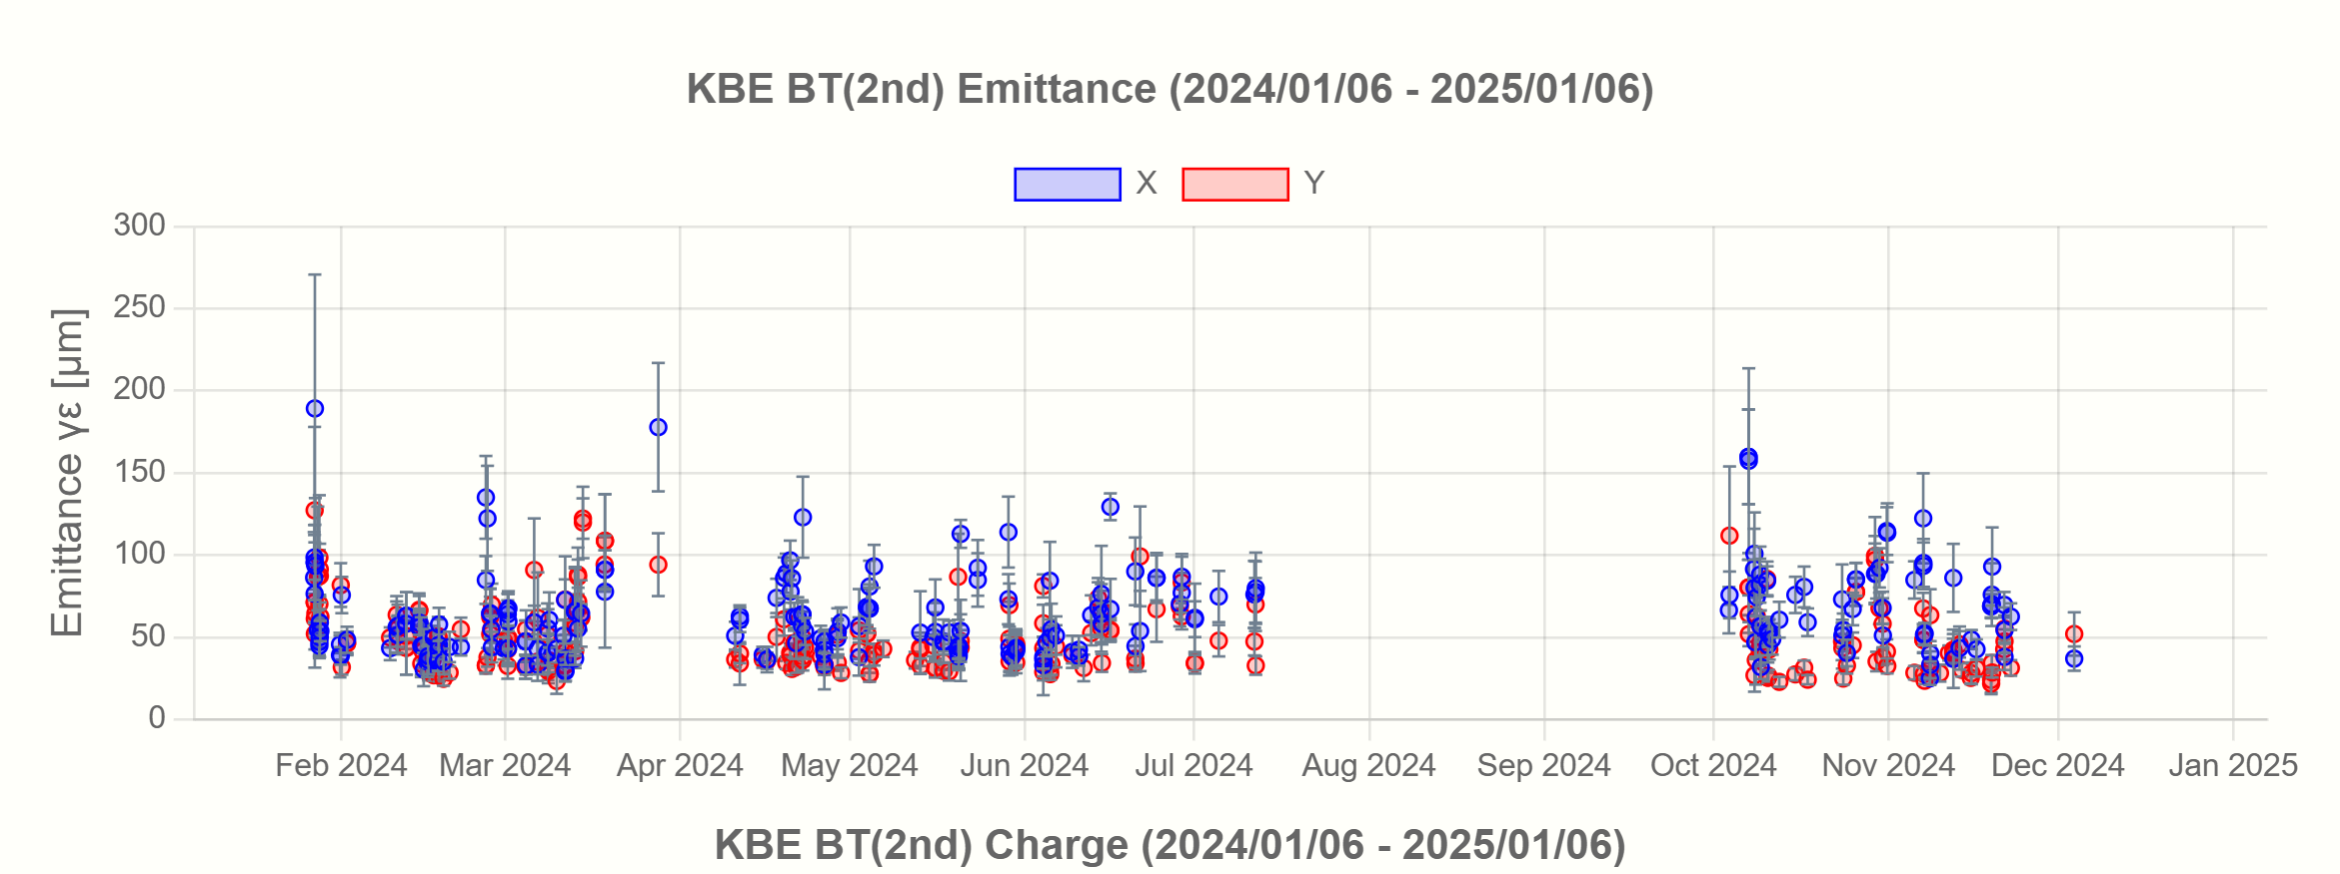 KBE BT(2nd) Emittance (2024/01/06 - 2025/01/06)
X Y
Emittance γε [μm]
300
250
200
150
100
50
0
Feb 2024 Mar 2024 Apr 2024 May 2024 Jun 2024 Jul 2024 Aug 2024 Sep 2024 Oct 2024 Nov 2024 Dec 2024 Jan 2025
KBE BT(2nd) Charge (2024/01/06 - 2025/01/06)